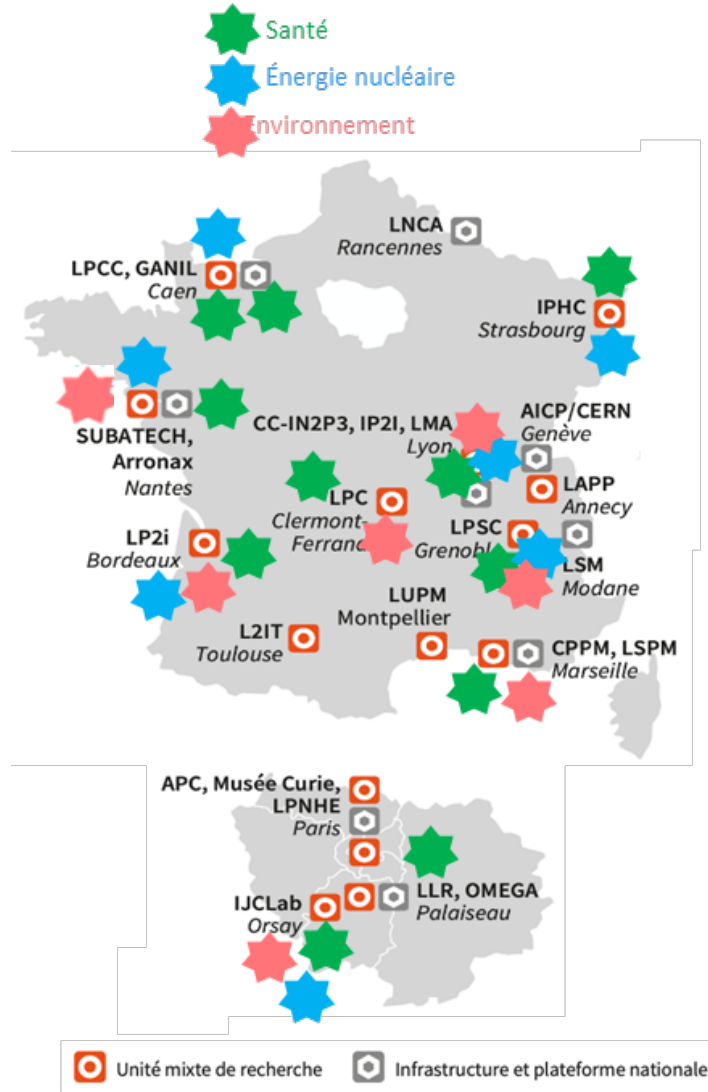 Santé
Énergie nucléaire
Environnement
LNCA
Rancennes
LPCC, GANIL
Caen
IPHC
Strasbourg
CC-IN2P3, IP2I, LMA
Lyon
AICP/CERN
Genève
SUBATECH,
Arronax
Nantes
LPC
Clermont-
Ferrand
LAPP
Annecy
LPSC
Grenobl
LSM
Modane
LP2i
Bordeaux
LUPM
Montpellier
L2IT
Toulouse
CPPM, LSPM
Marseille
APC, Musée Curie,
LPNHE
Paris
LLR, OMEGA
Palaiseau
IJCLab
Orsay
Unité mixte de recherche
Infrastructure et plateforme nationale